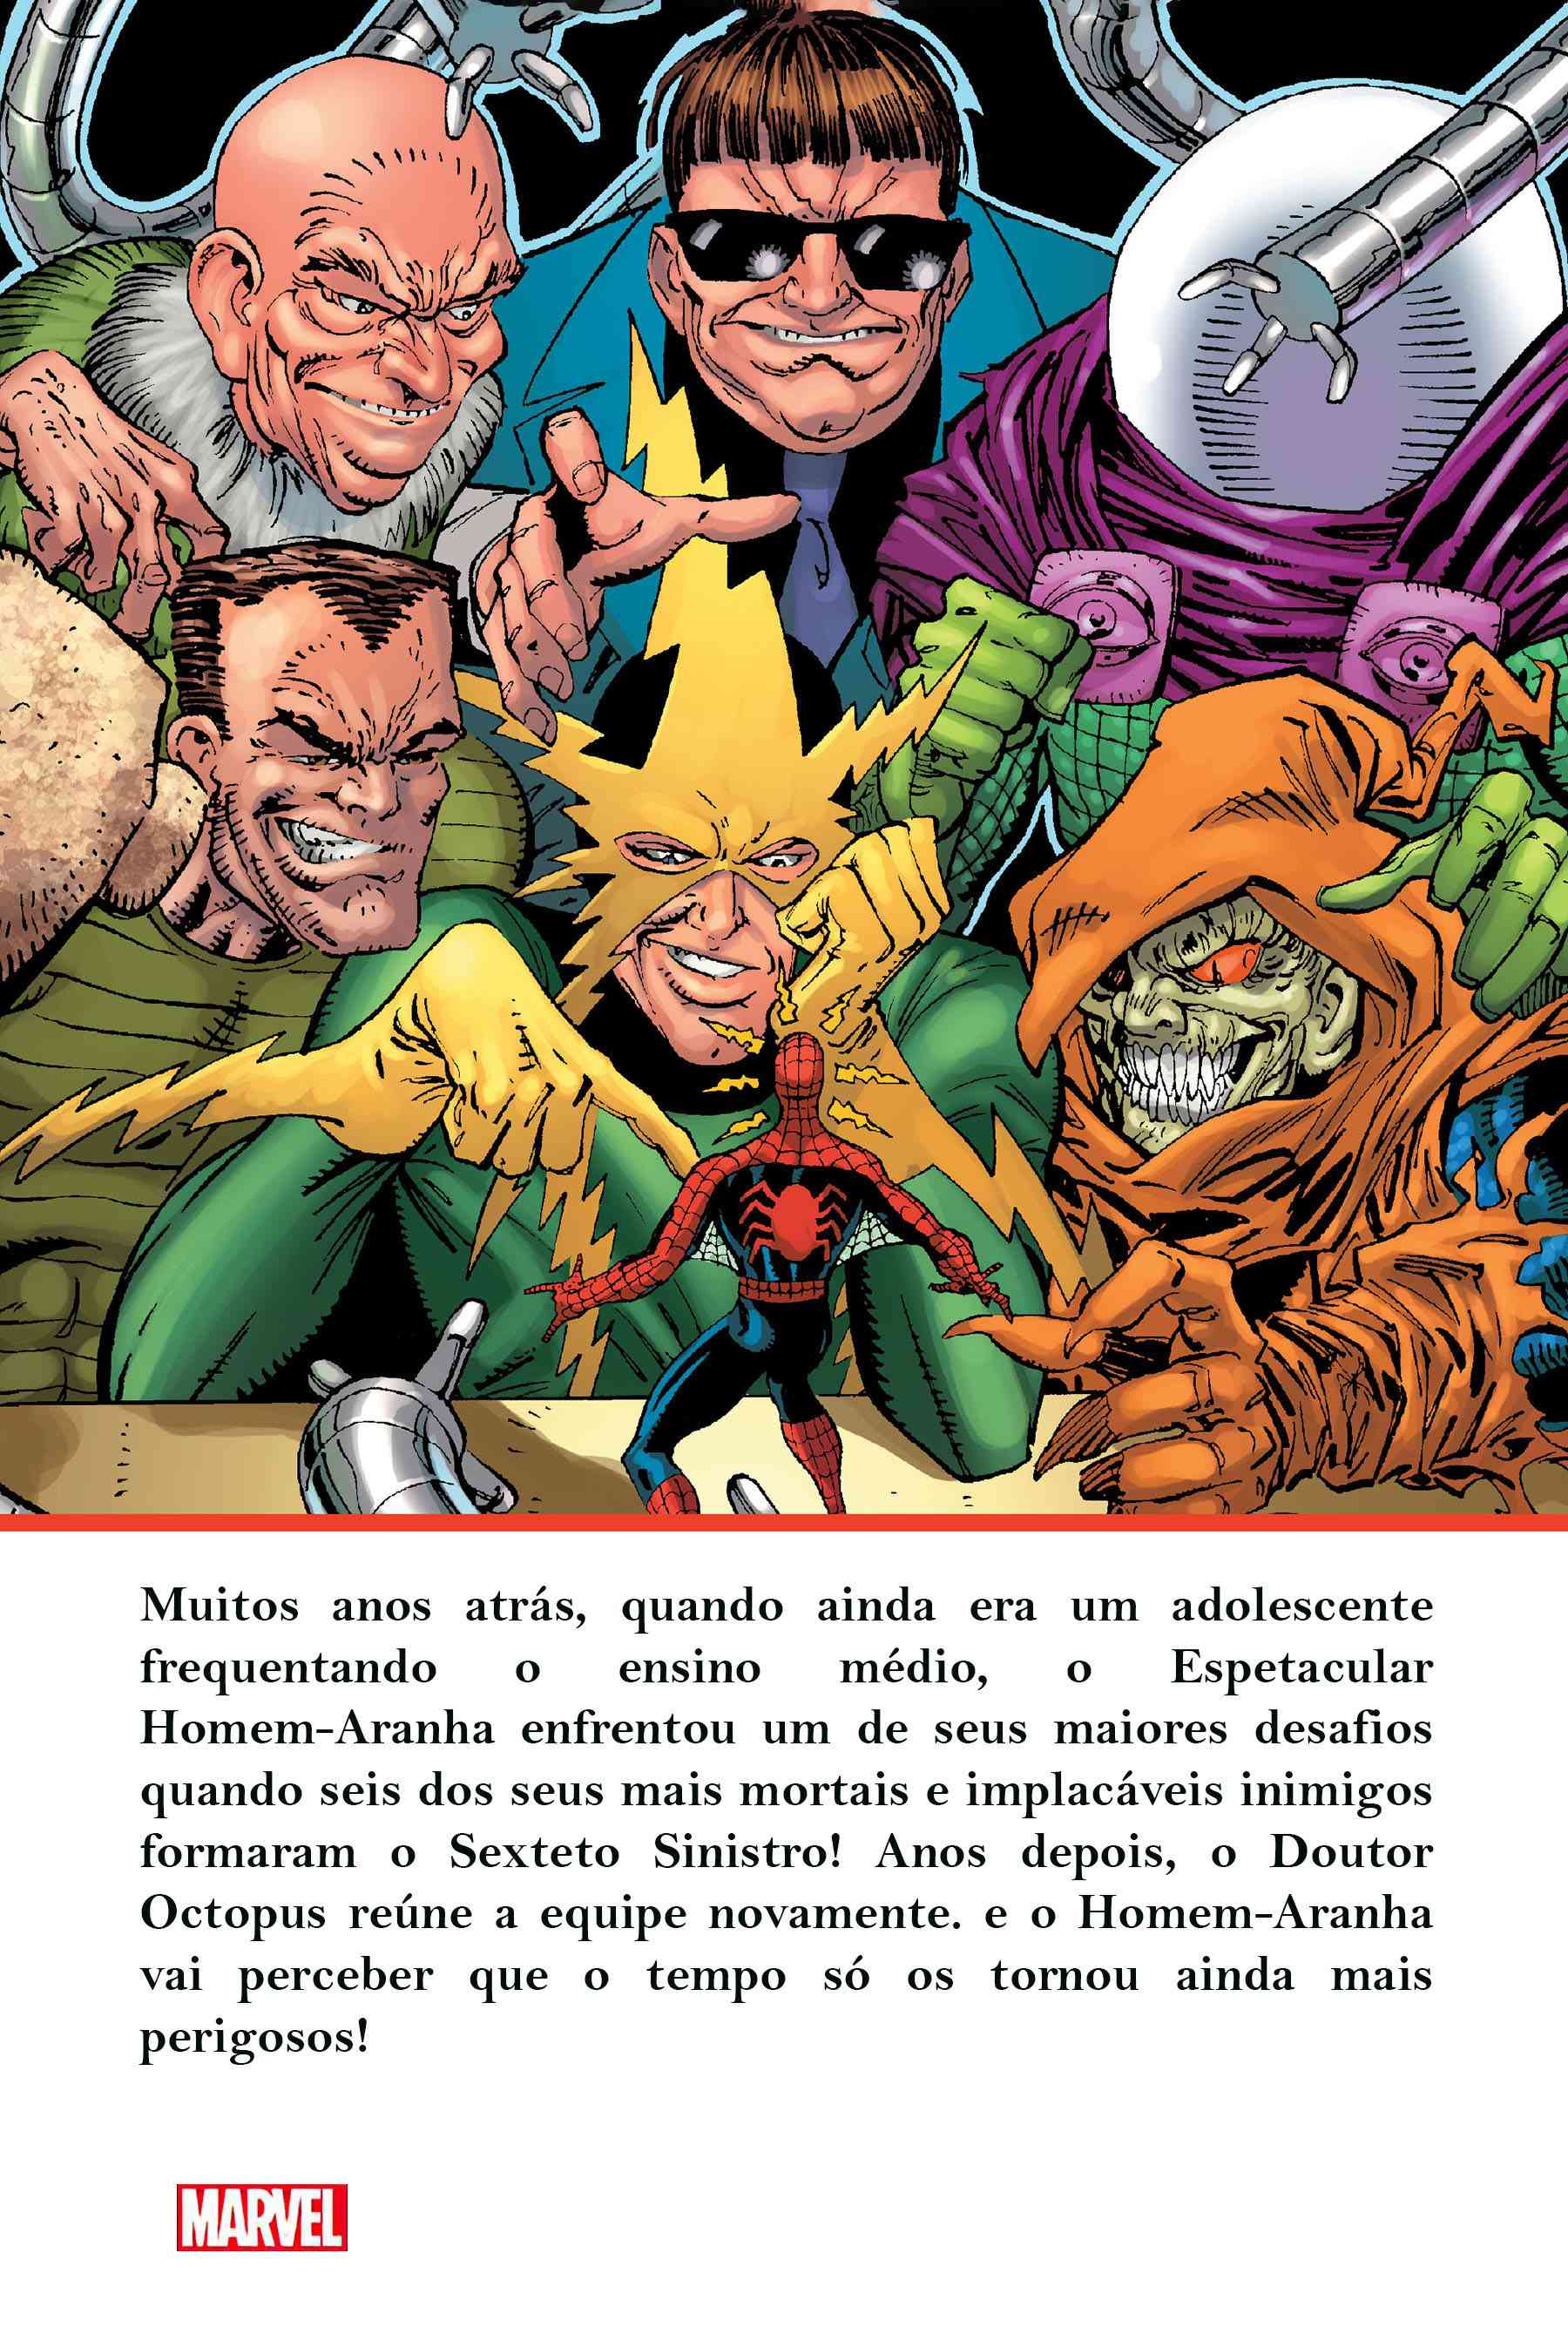 Muitos anos atrás, quando ainda era um adolescente
frequentando o ensino médio, o Espetacular
Homem-Aranha enfrentou um de seus maiores desafios
quando seis dos seus mais mortais e implacáveis inimigos
formaram o Sexteto Sinistro! Anos depois, o Doutor
Octopus reúne a equipe novamente. e o Homem-Aranha
vai perceber que o tempo só os tornou ainda mais
perigosos!
MARVEL